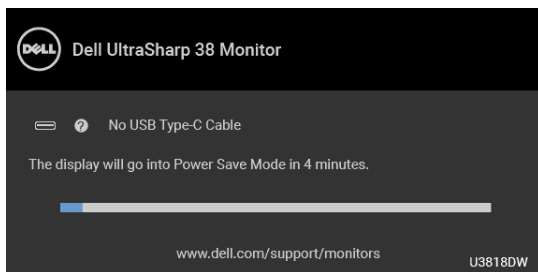 DELL
Dell UltraSharp 38 Monitor
? No USB Type-C Cable
The display will go into Power Save Mode in 4 minutes.
www.dell.com/support/monitors
U3818DW